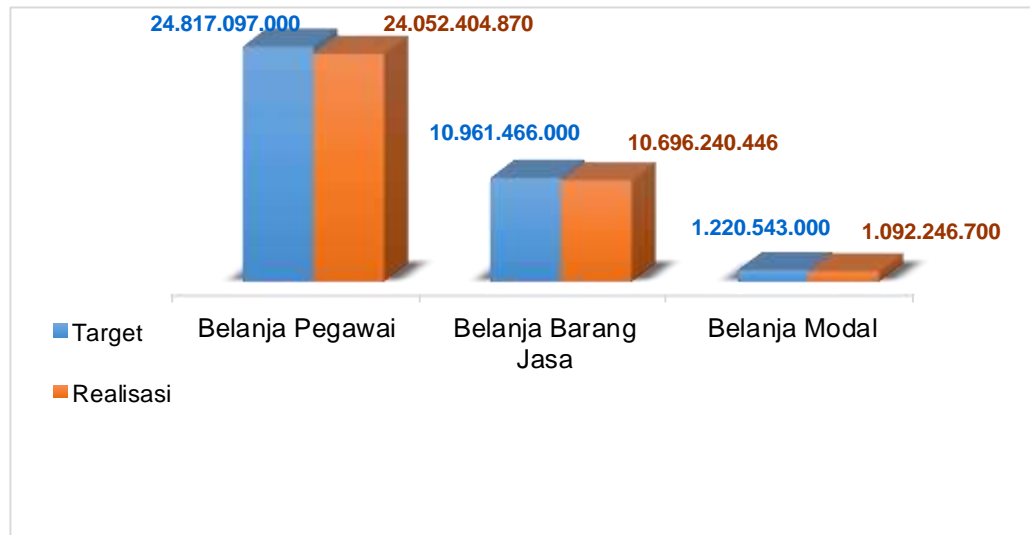 24.817.097.000 24.052.404.870
10.961.466.000 10.696.240.446
1.220.543.000 1.092.246.700
Belanja Pegawai Belanja Barang Jasa Belanja Modal
Target
Realisasi